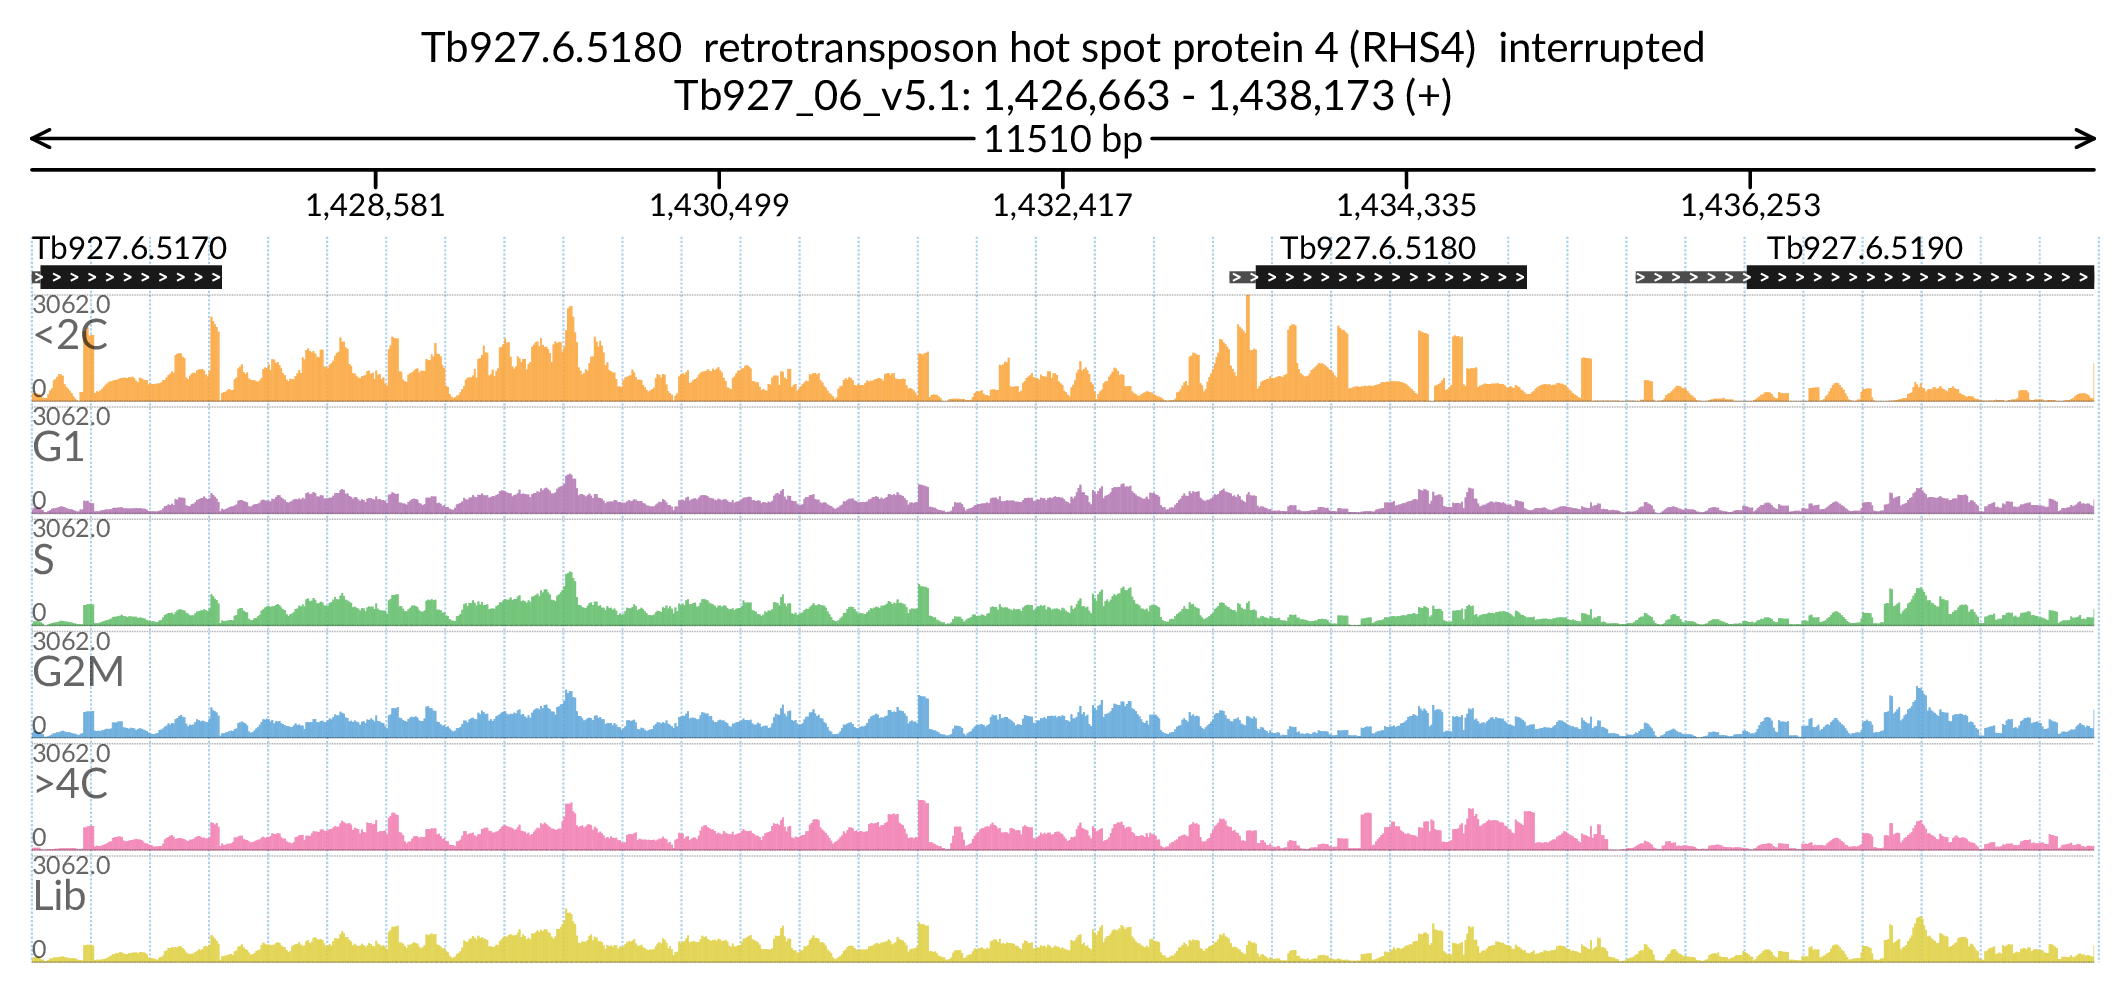 Tb927.6.5180  retrotransposon hot spot protein 4 (RHS4)  interrupted
Tb927_06_v5.1: 1,426,663 - 1,438,173 (+)
11510 bp
1,428,581 1,430,499 1,432,417 1,434,335 1,436,253
Tb927.6.5170 Tb927.6.5180 Tb927.6.5190
3062.0
<2C
0
3062.0
G1
0
3062.0
S
0
3062.0
G2M
0
3062.0
>4C
0
3062.0
Lib
0